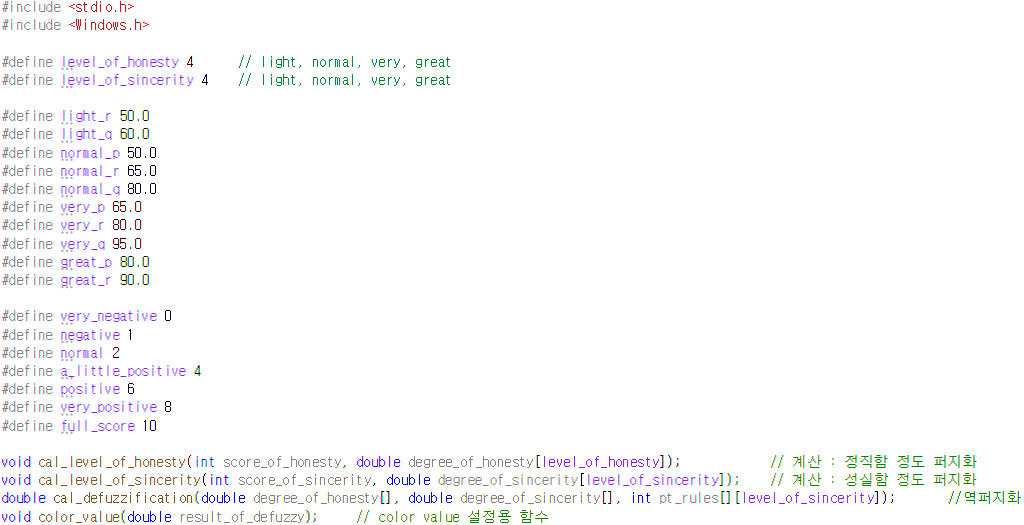 #include <stdio.h>
#include <Windows.h>
#define level_of_honesty 4 // light, normal, very, great
#define level_of_sincerity 4 // light, normal, very, great
#define light_r 50.0
#define light_q 60.0
#define normal_p 50.0
#define normal_r 65.0
#define normal_q 80.0
#define very_p 65.0
#define very_r 80.0
#define very_q 95.0
#define great_p 80.0
#define great_r 90.0
#define very_negative 0
#define negative 1
#define normal 2
#define a_little_positive 4
#define positive 6
#define very_positive 8
#define full_score 10
void cal_level_of_honesty(int score_of_honesty, double degree_of_honesty[level_of_honesty]); // 계산 : 정직함 정도 퍼지화
void cal_level_of_sincerity(int score_of_sincerity, double degree_of_sincerity[level_of_sincerity]); // 계산 : 성실함 정도 퍼지화
double cal_defuzzification(double degree_of_honesty[], double degree_of_sincerity[], int pt_rules[][level_of_sincerity]); //역퍼지화
void color_value(double result_of_defuzzy); // color value 설정용 함수